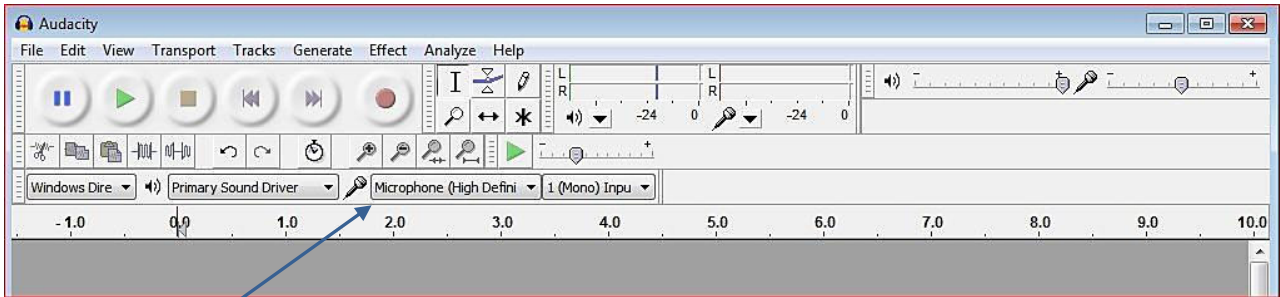 Audacity
File Edit View Transport Tracks Generate Effect Analyze Help
L
R
-24 0
L
R
-24 0
- +
- +
- +
Windows Dire Primary Sound Driver Microphone (High Defini 1 (Mono) Inpu
- 1.0 0.0 1.0 2.0 3.0 4.0 5.0 6.0 7.0 8.0 9.0 10.0